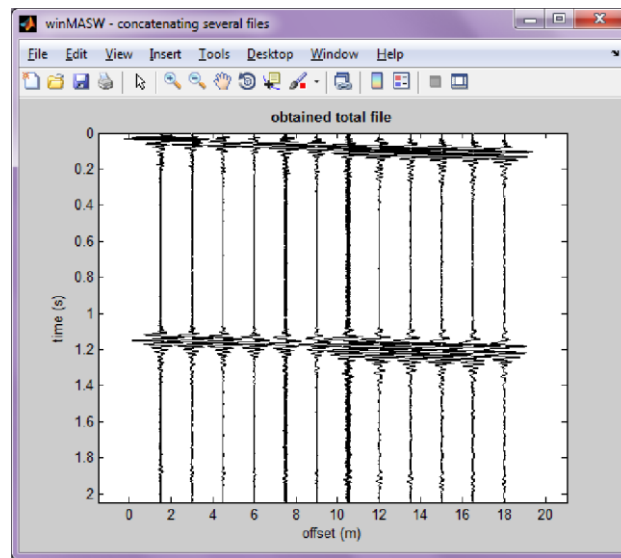 winMASW - concatenating several files
File Edit View Insert Tools Desktop Window Help
obtained total file
0
0.2
0.4
0.6
0.8
1
1.2
1.4
1.6
1.8
2
time (s)
0 2 4 6 8 10 12 14 16 18 20
offset (m)